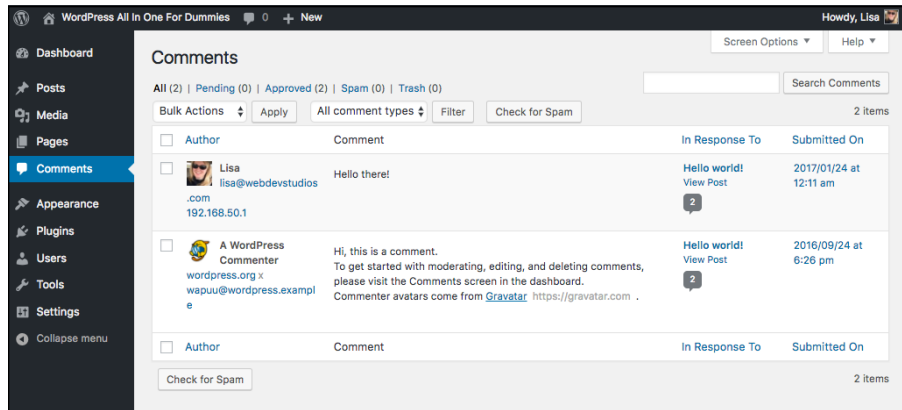 WordPress All In One For Dummies 0 + New Howdy, Lisa
Screen Options ▼ Help ▼
Dashboard
Posts
Media
Pages
Comments
Appearance
Plugins
Users
Tools
Settings
Collapse menu
Comments
All (2) | Pending (0) | Approved (2) | Spam (0) | Trash (0)
Search Comments
Bulk Actions Apply All comment types Filter Check for Spam 2 items
Author Comment In Response To Submitted On
Lisa
lisa@webdevstudios
.com
192.168.50.1
Hello there!
Hello world!
View Post
2
2017/01/24 at
12:11 am
A WordPress
Commenter
wordpress.org x
wapuu@wordpress.exampl
e
Hi, this is a comment.
To get started with moderating, editing, and deleting comments,
please visit the Comments screen in the dashboard.
Commenter avatars come from Gravatar https://gravatar.com .
Hello world!
View Post
2
2016/09/24 at
6:26 pm
Author Comment In Response To Submitted On
Check for Spam 2 items